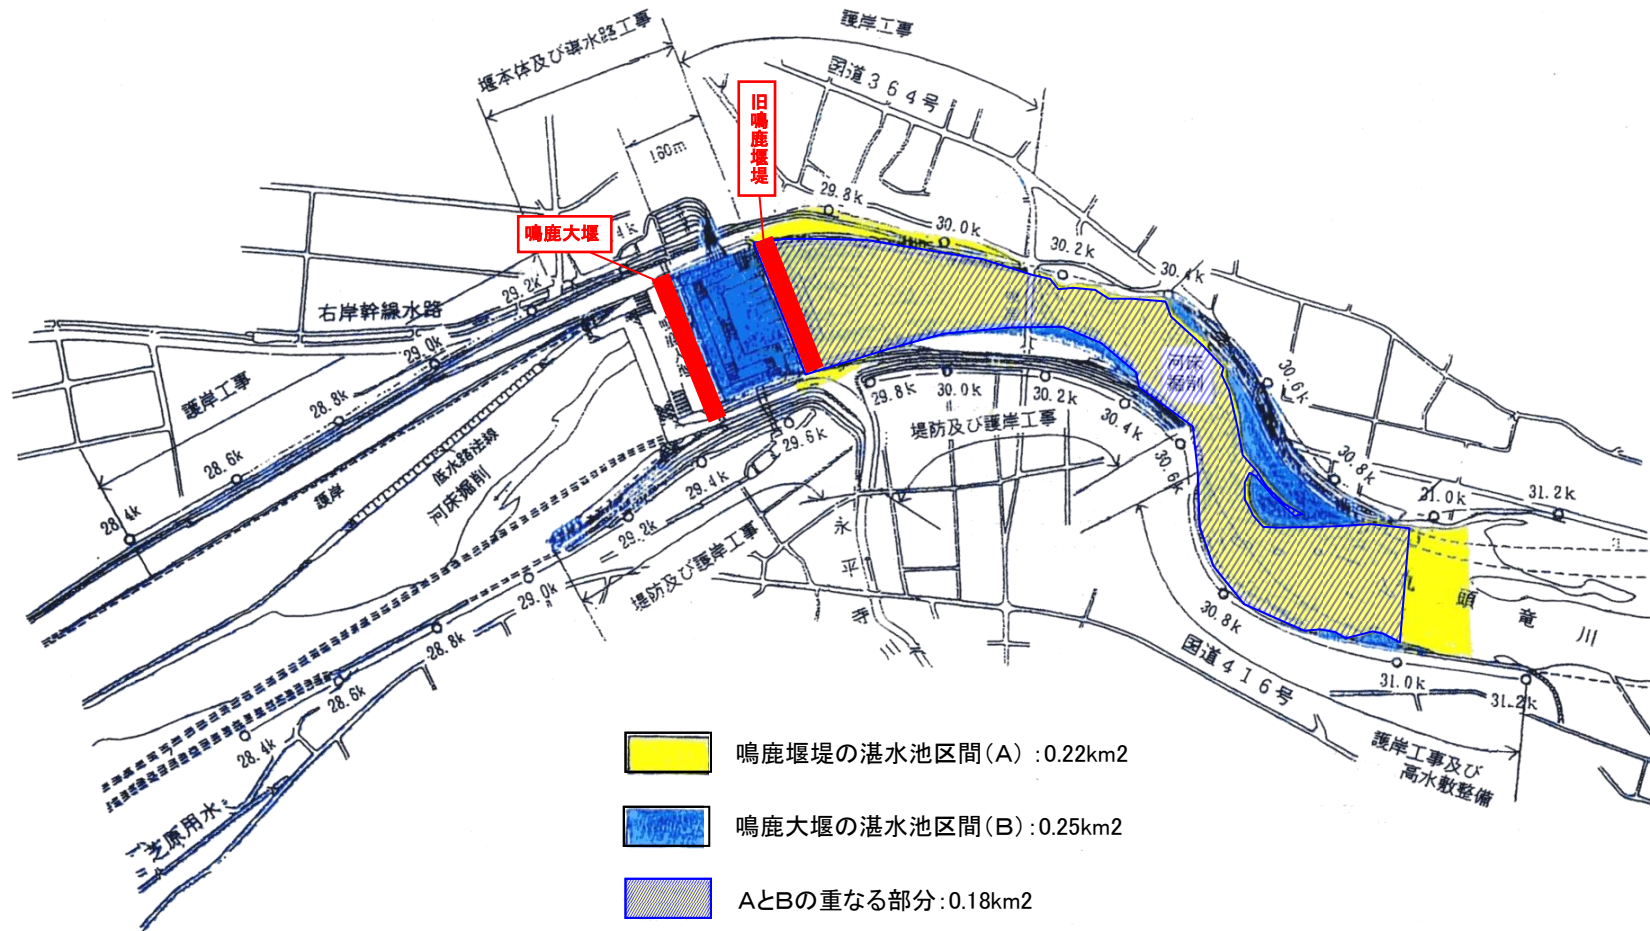 堰本体及び導水路工事
護岸工事
国道364号
160m
旧鳴鹿堰堤
鳴鹿大堰
4k
29.8k
30.0k
30.2k
30.4k
30.6k
30.8k
31.0k
31.2k
29.2k
右岸幹線水路
29.0k
護岸工事
28.8k
28.6k
28.4k
低水路法線
護岸
河床掘削
河床
掘削
29.8k
30.0k
30.2k
30.4k
30.6k
堤防及び護岸工事
29.6k
29.4k
29.2k
堤防及び護岸工事
29.0k
28.8k
28.6k
28.4k
芝原用水
永平寺川
30.8k
国道416号
31.0k
31.2k
九頭竜川
護岸工事及び
高水敷整備
鳴鹿堰堤の湛水池区間(A):0.22km2
鳴鹿大堰の湛水池区間(B):0.25km2
AとBの重なる部分:0.18km2